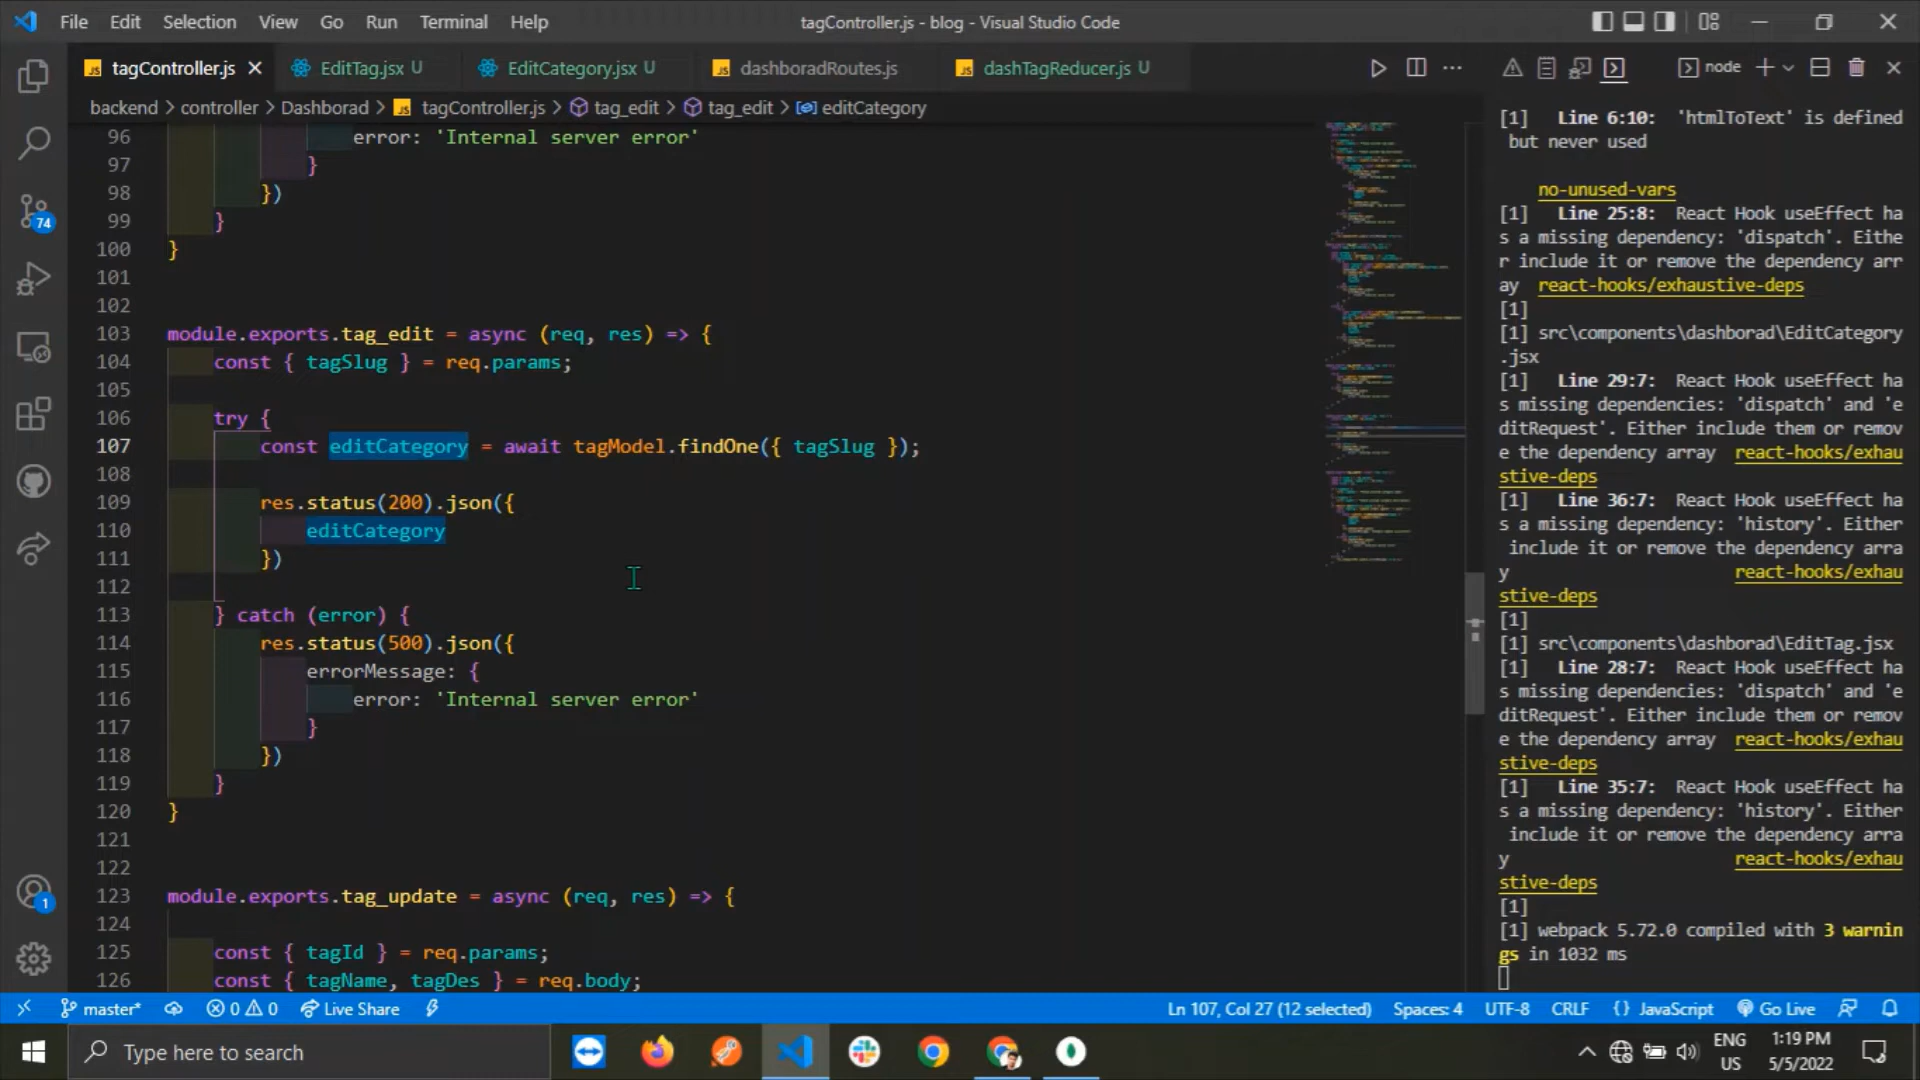 File Edit Selection View Go Run Terminal Help
tagController.js - blog - Visual Studio Code
tagController.js EditTag.jsx U EditCategory.jsx U dashboradRoutes.js dashTagReducer.js U
node
backend > controller > Dashborad > tagController.js > tag_edit > tag_edit > editCategory
96 error: 'Internal server error'
97 }
98 })
99 }
100 }
101
102
103 module.exports.tag_edit = async (req, res) => {
104 const { tagSlug } = req.params;
105
106 try {
107 const editCategory = await tagModel.findOne({ tagSlug });
108
109 res.status(200).json({
110 editCategory
111 })
112
113 } catch (error) {
114 res.status(500).json({
115 errorMessage: {
116 error: 'Internal server error'
117 }
118 })
119 }
120 }
121
122
123 module.exports.tag_update = async (req, res) => {
124
125 const { tagId } = req.params;
126 const { tagName, tagDes } = req.body;
[1] Line 6:10: 'htmlToText' is defined
but never used
no-unused-vars
[1] Line 25:8: React Hook useEffect ha
s a missing dependency: 'dispatch'. Eithe
r include it or remove the dependency arr
ay react-hooks/exhaustive-deps
[1]
[1] src\components\dashborad\EditCategory
.jsx
[1] Line 29:7: React Hook useEffect ha
s missing dependencies: 'dispatch' and 'e
ditRequest'. Either include them or remov
e the dependency array react-hooks/exhau
stive-deps
[1] Line 36:7: React Hook useEffect ha
s a missing dependency: 'history'. Either
include it or remove the dependency arra
y react-hooks/exhau
stive-deps
[1]
[1] src\components\dashborad\EditTag.jsx
[1] Line 28:7: React Hook useEffect ha
s missing dependencies: 'dispatch' and 'e
ditRequest'. Either include them or remov
e the dependency array react-hooks/exhau
stive-deps
[1] Line 35:7: React Hook useEffect ha
s a missing dependency: 'history'. Either
include it or remove the dependency arra
y react-hooks/exhau
stive-deps
[1]
[1] webpack 5.72.0 compiled with 3 warnin
gs in 1032 ms
74
1
master* 0 0 Live Share
Ln 107, Col 27 (12 selected) Spaces: 4 UTF-8 CRLF {} JavaScript Go Live
Type here to search
ENG
US
1:19 PM
5/5/2022